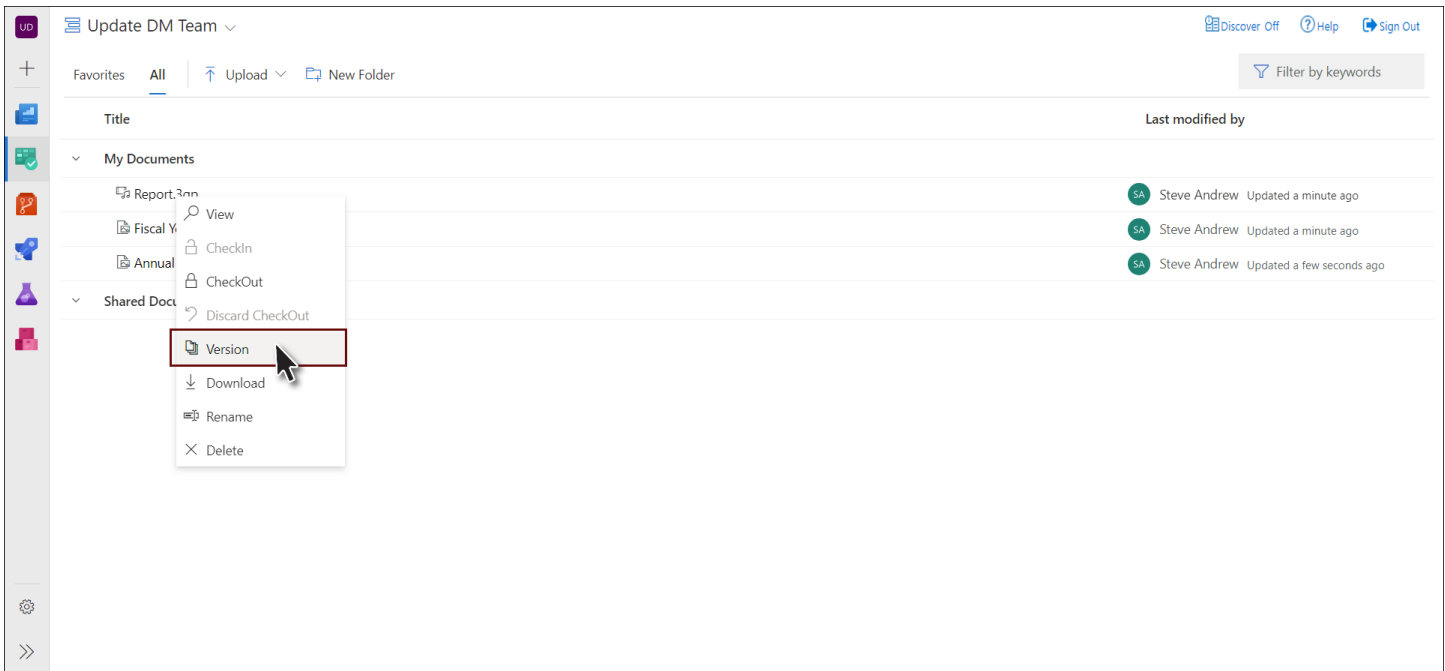 UD Update DM Team Discover Off Help Sign Out
Favorites All Upload New Folder Filter by keywords
Title Last modified by
My Documents
Report.3gp SA Steve Andrew Updated a minute ago
Fiscal SA Steve Andrew Updated a minute ago
Annual SA Steve Andrew Updated a few seconds ago
Shared
View
CheckIn
CheckOut
Discard CheckOut
Version
Download
Rename
Delete